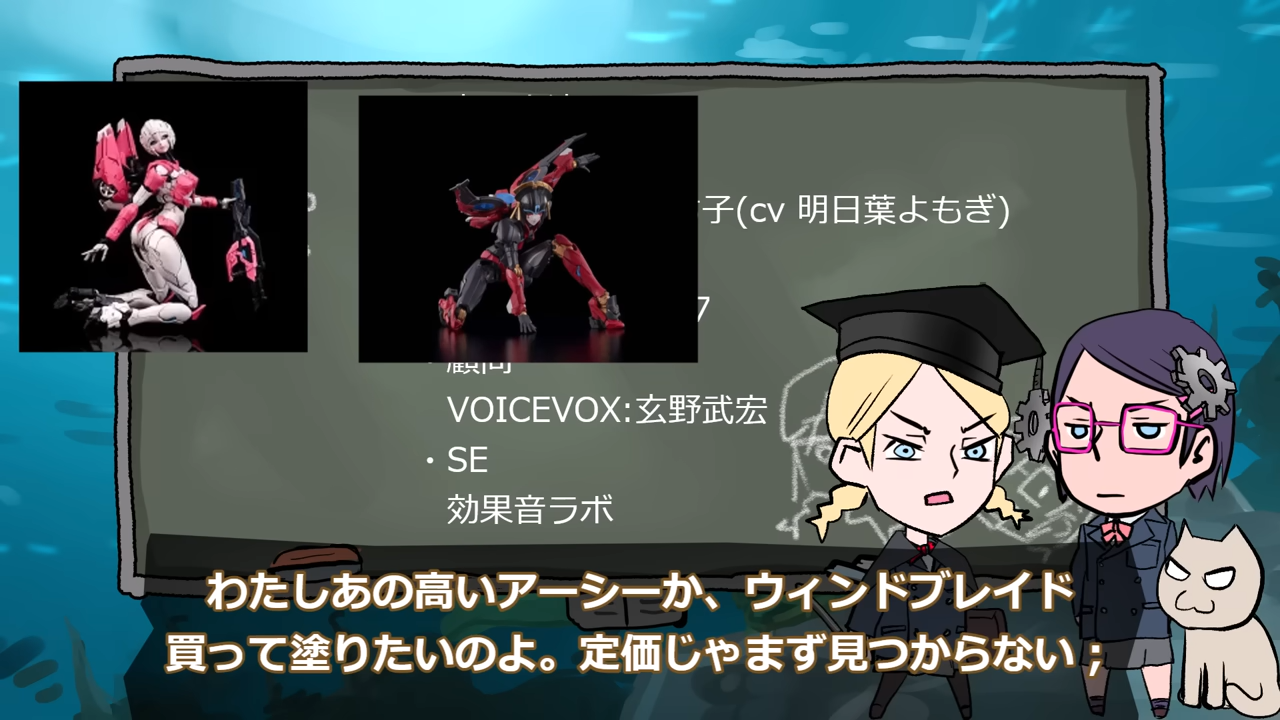 子(cv 明日葉よもぎ)
7
・顧問
VOICEVOX:玄野武宏
・SE
効果音ラボ
わたしあの高いアーシーか、ウィンドブレイド
買って塗りたいのよ。定価じゃまず見つからない;